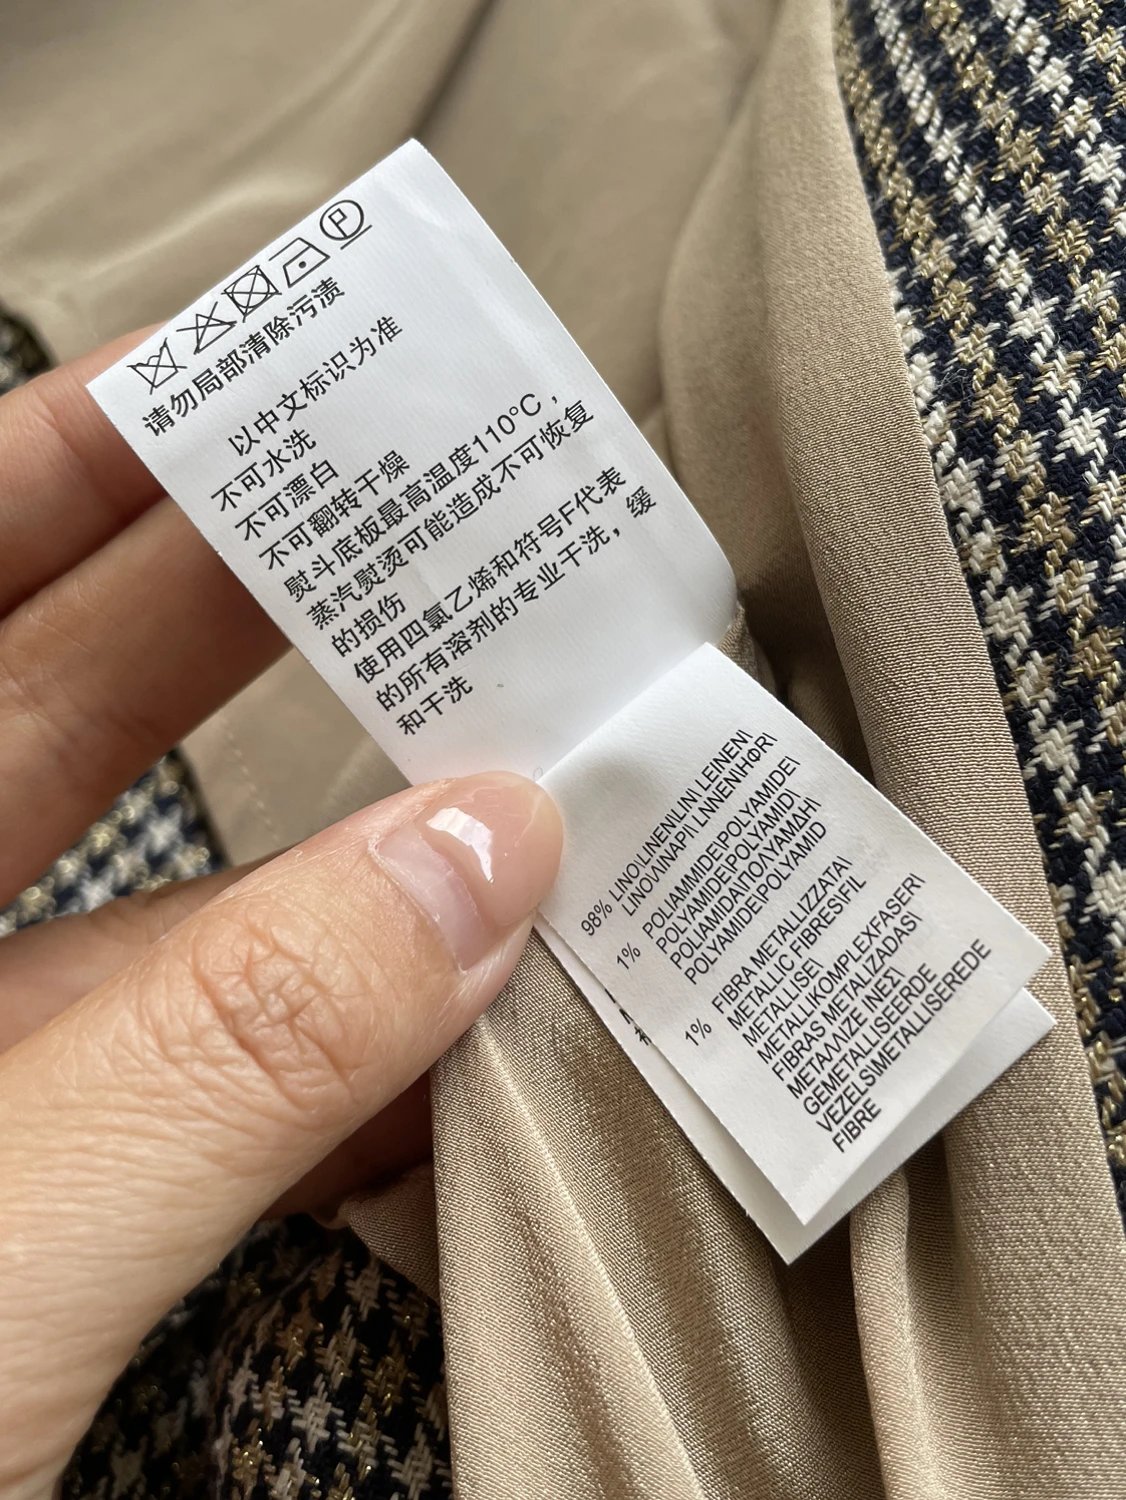 P
请勿局部清除污渍
以中文标识为准
不可水洗
不可漂白
不可翻转干燥
熨斗底板最高温度110°C，
蒸汽熨烫可能造成不可恢复
的损伤
使用四氯乙烯和符号F代表
的所有溶剂的专业干洗，缓
和干洗
98% LINO\LINEN\LIN\ LEINEN\
LINO\ΛΙΝΑΡΙ\ LNNEN\HØR\
1% POLIAMMIDE\POLYAMIDE\
POLYAMIDE\POLYAMID\
POLIAMIDA\ΠΟΛΥΑΜΔΗ\
POLYAMIDE\POLYAMID
1% FIBRA METALLIZZATA\
METALLIC FIBRES\FIL
METALLISE\
METALLKOMPLEXFASER\
FIBRAS METALIZADAS\
ΜΕΤΑΛΛΙΖΕ ΙΝΕΣ\
GEMETALLISEERDE
VEZELS\METALLISEREDE
FIBRE